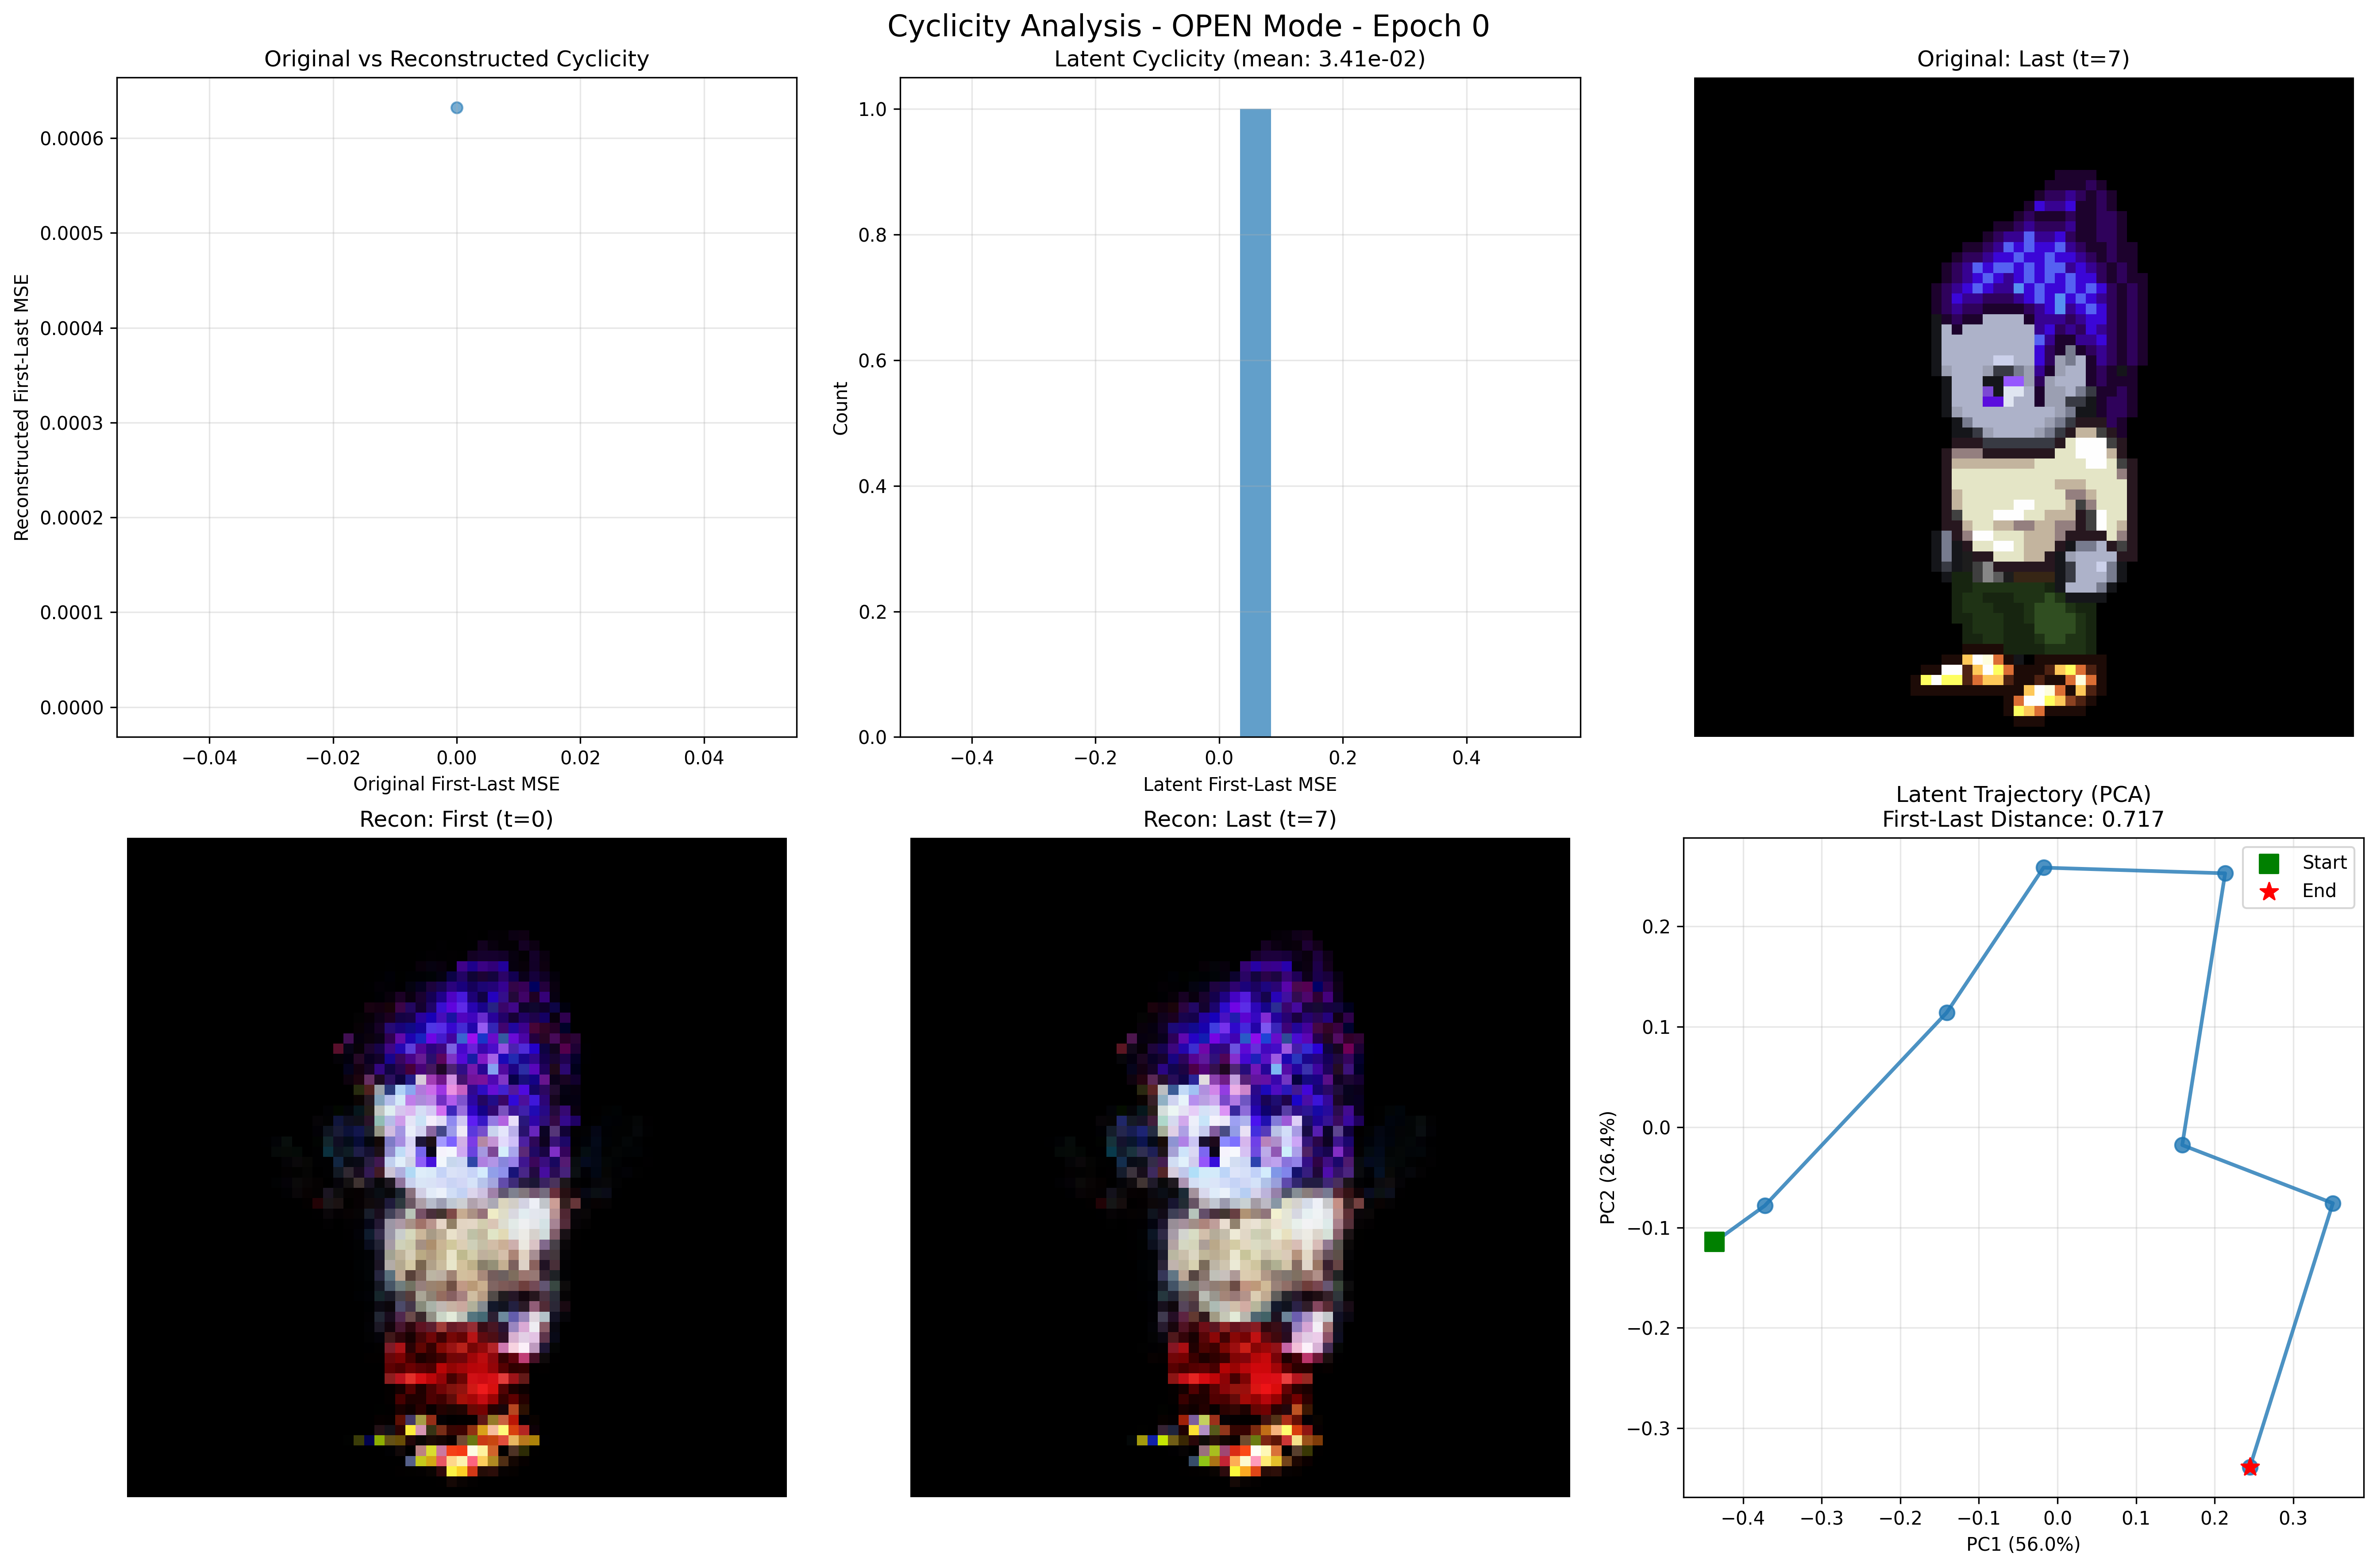 Cyclicity Analysis - OPEN Mode - Epoch 0
Original vs Reconstructed Cyclicity
Reconstructed First-Last MSE
0.0006
0.0005
0.0004
0.0003
0.0002
0.0001
0.0000
−0.04 −0.02 0.00 0.02 0.04
Original First-Last MSE
Latent Cyclicity (mean: 3.41e-02)
Count
1.0
0.8
0.6
0.4
0.2
0.0
−0.4 −0.2 0.0 0.2 0.4
Latent First-Last MSE
Original: Last (t=7)
Recon: First (t=0)
Recon: Last (t=7)
Latent Trajectory (PCA)
First-Last Distance: 0.717
Start
End
PC2 (26.4%)
0.2
0.1
0.0
−0.1
−0.2
−0.3
−0.4 −0.3 −0.2 −0.1 0.0 0.1 0.2 0.3
PC1 (56.0%)